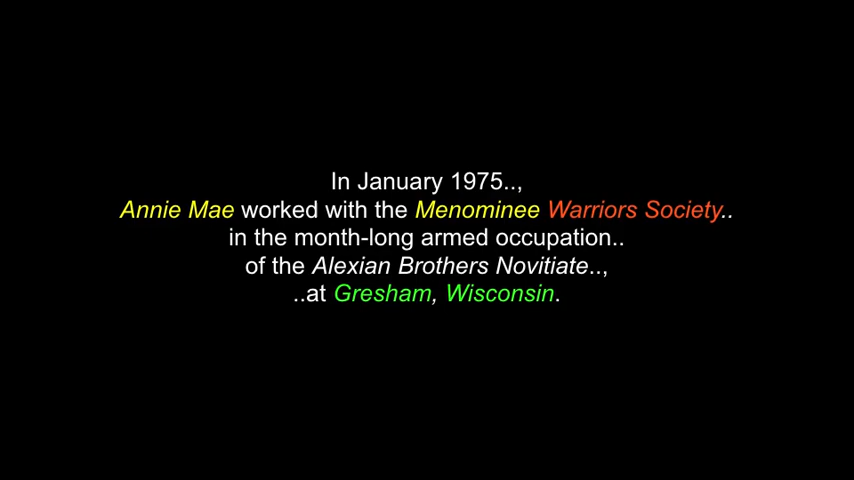 In January 1975..,
Annie Mae worked with the Menominee Warriors Society..
in the month-long armed occupation..
of the Alexian Brothers Novitiate..,
..at Gresham, Wisconsin.